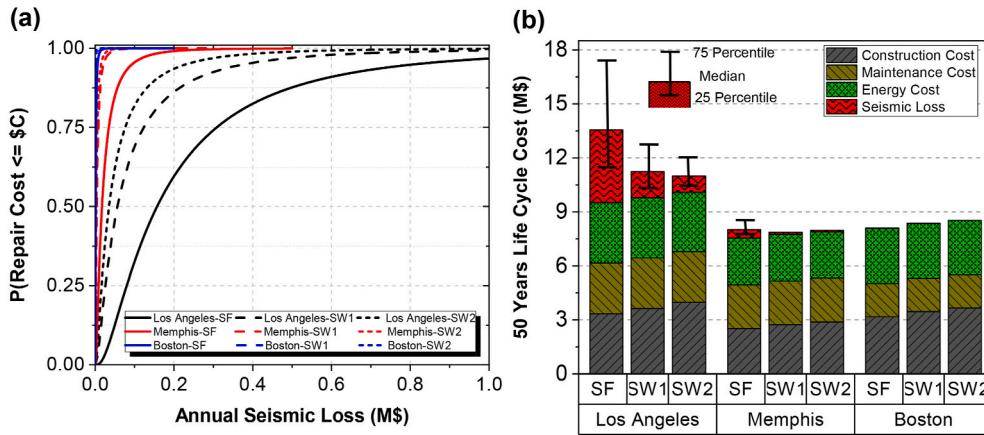 (a)
P(Repair Cost <= $C)
1.00
0.75
0.50
0.25
0.00
Los Angeles-SF
Los Angeles-SW1
Los Angeles-SW2
Memphis-SF
Memphis-SW1
Memphis-SW2
Boston-SF
Boston-SW1
Boston-SW2
0.0
0.2
0.4
0.6
0.8
1.0
Annual Seismic Loss (M$)
(b)
50 Years Life Cycle Cost (M$)
18
15
12
9
6
3
0
75 Percentile
Median
25 Percentile
Construction Cost
Maintenance Cost
Energy Cost
Seismic Loss
SF
SW1
SW2
SF
SW1
SW2
SF
SW1
SW2
Los Angeles
Memphis
Boston